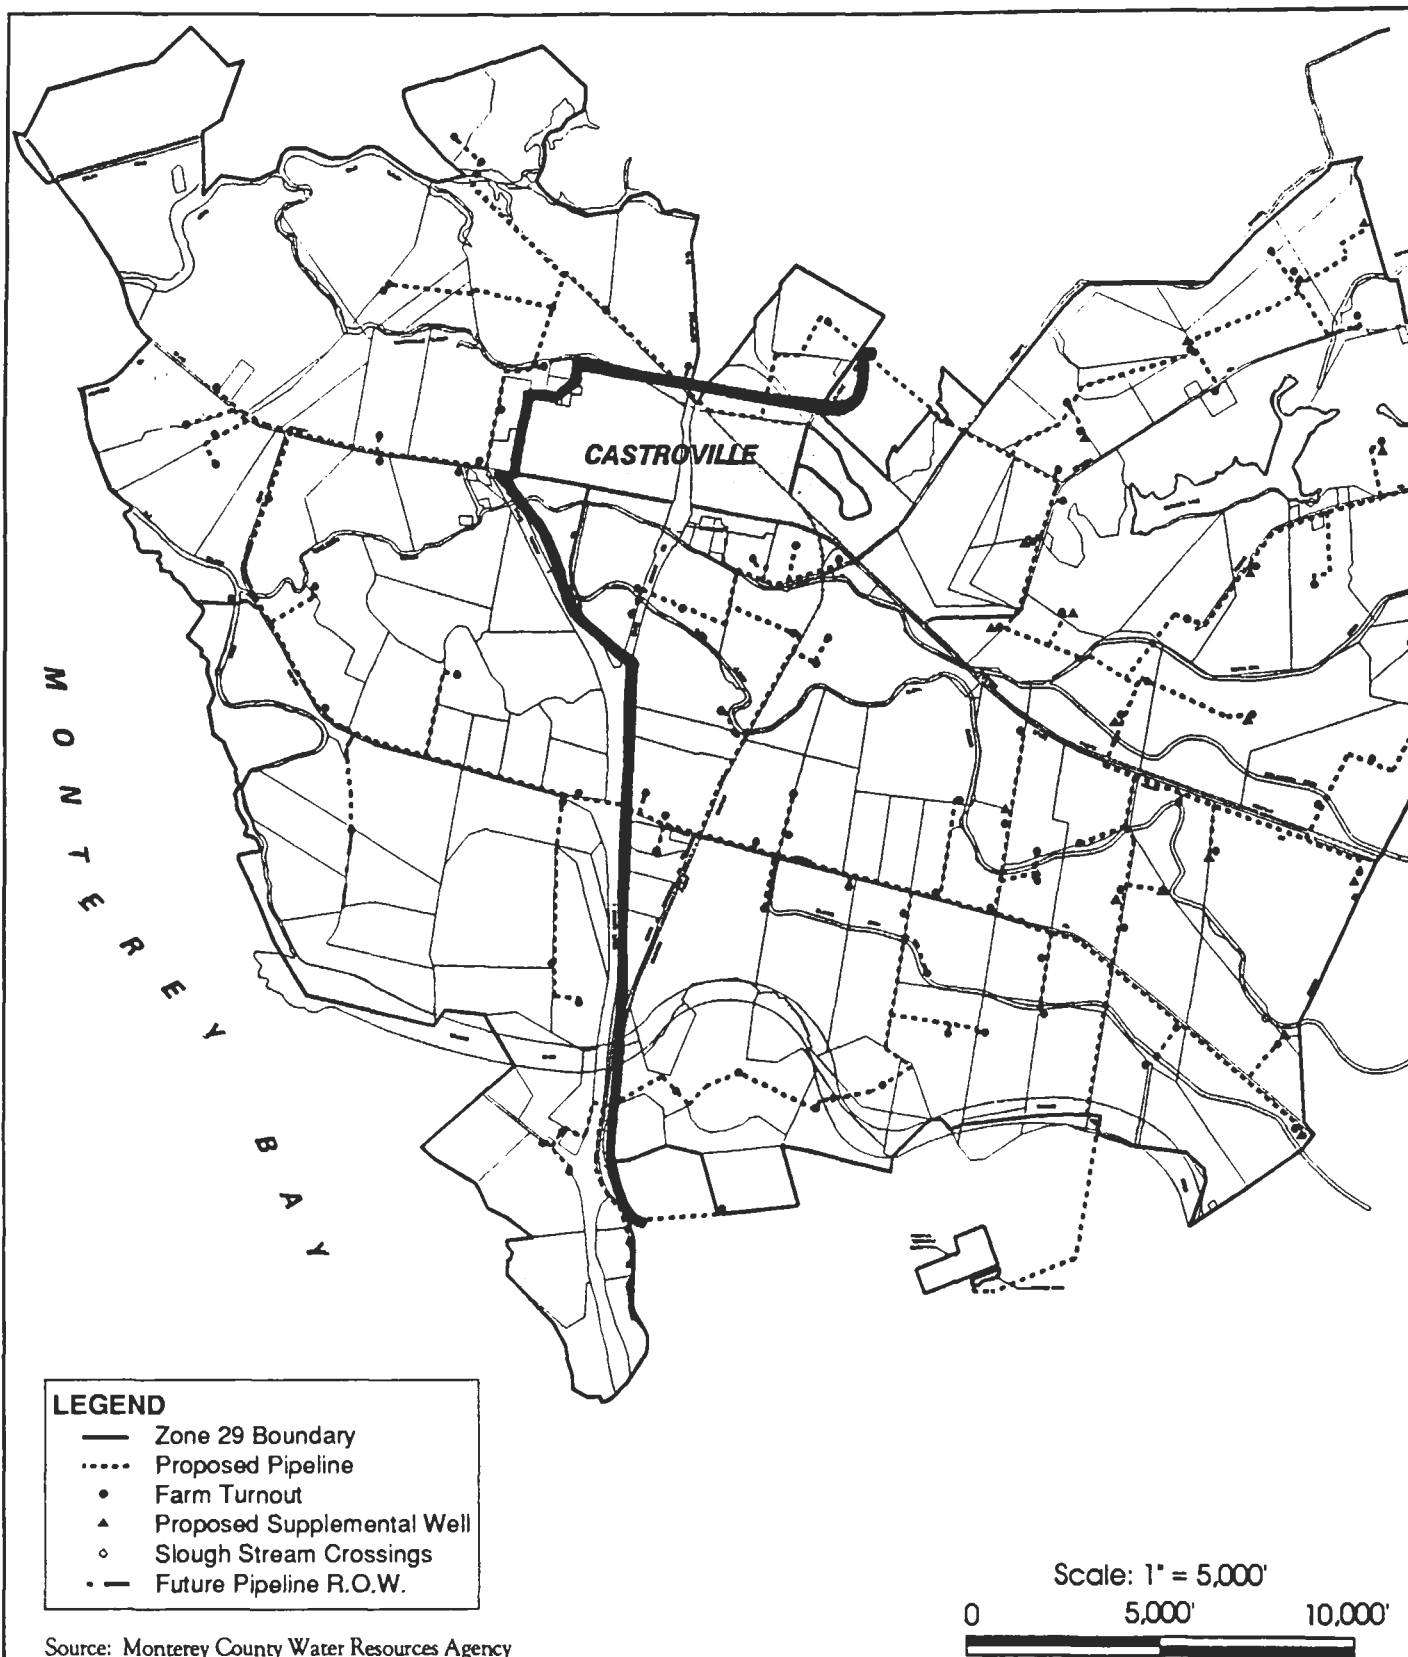 CASTROVILLE
MONTEREY BAY
LEGEND
Zone 29 Boundary
Proposed Pipeline
Farm Turnout
Proposed Supplemental Well
Slough Stream Crossings
Future Pipeline R.O.W.
Scale: 1" = 5,000'
0 5,000' 10,000'
Source: Monterey County Water Resources Agency